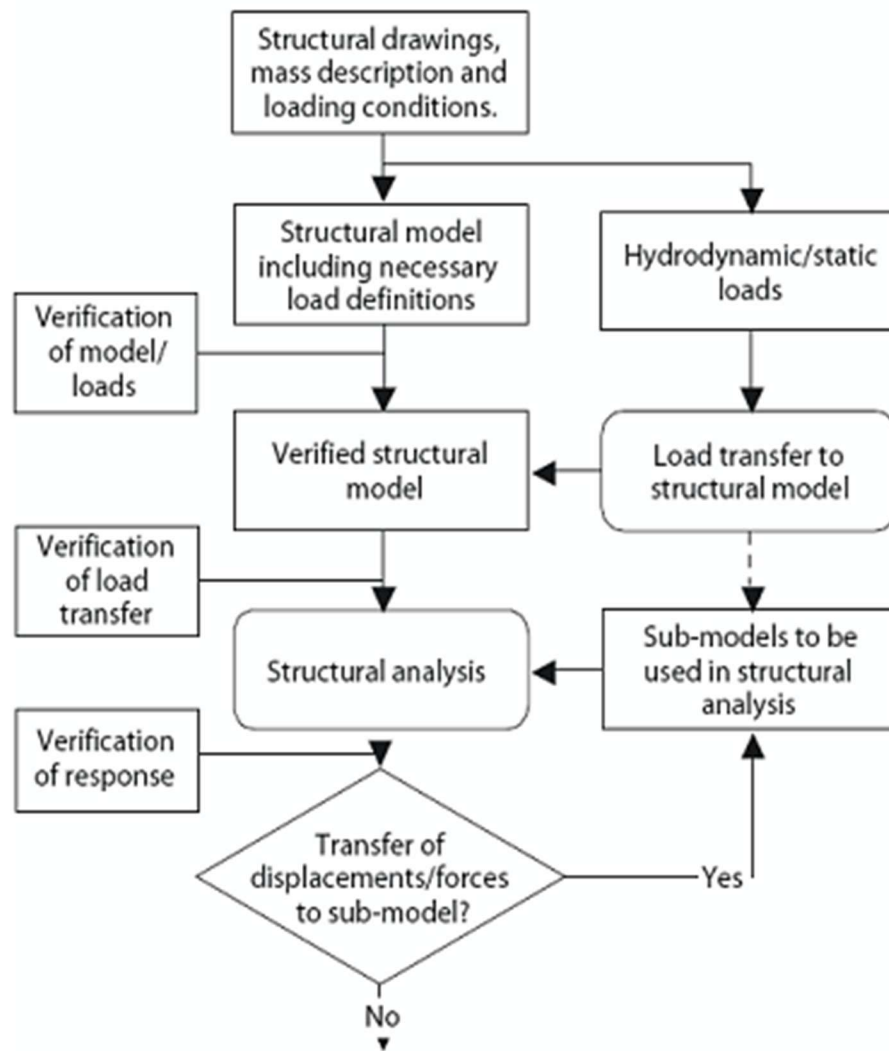 Structural drawings,
mass description and
loading conditions.
Structural model
including necessary
load definitions
Hydrodynamic/static
loads
Verification
of model/
loads
Verified structural
model
Load transfer to
structural model
Verification
of load
transfer
Structural analysis
Sub-models to be
used in structural
analysis
Verification
of response
Transfer of
displacements/forces
to sub-model?
Yes
No